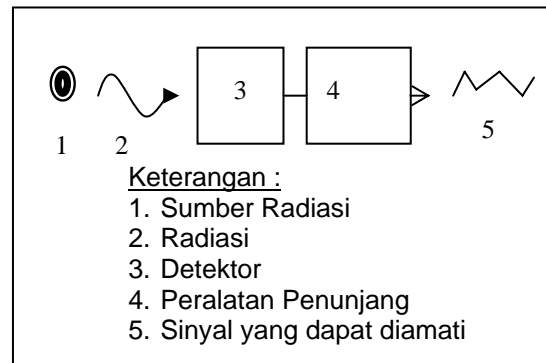 3 4
5
1 2
Keterangan :
1. Sumber Radiasi
2. Radiasi
3. Detektor
4. Peralatan Penunjang
5. Sinyal yang dapat diamati